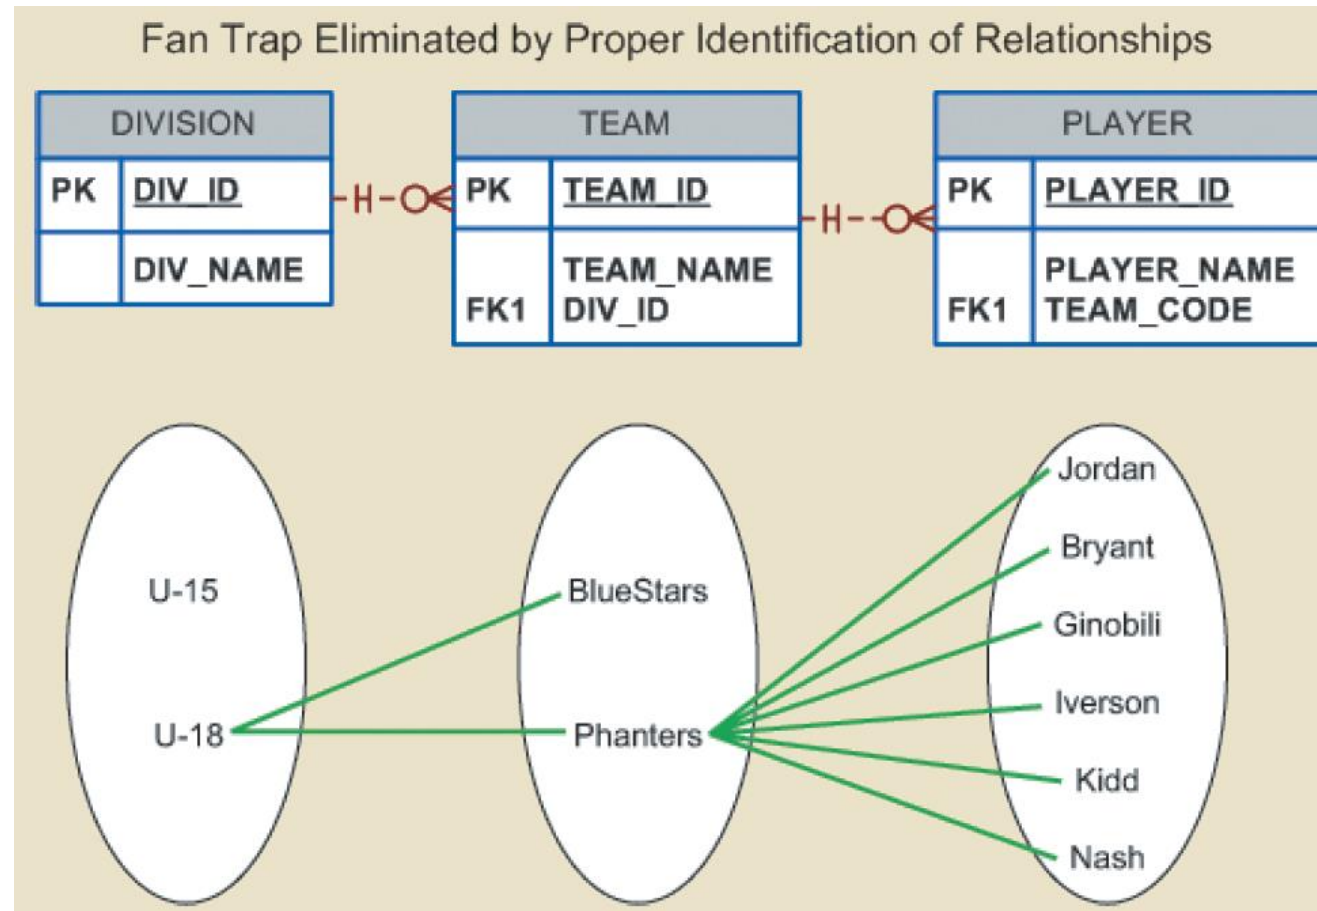 Fan Trap Eliminated by Proper Identification of Relationships
DIVISION
PK DIV_ID
DIV_NAME
TEAM
PK TEAM_ID
TEAM_NAME
FK1 DIV_ID
PLAYER
PK PLAYER_ID
PLAYER_NAME
FK1 TEAM_CODE
U-15
U-18
BlueStars
Phanters
Jordan
Bryant
Ginobili
Iverson
Kidd
Nash